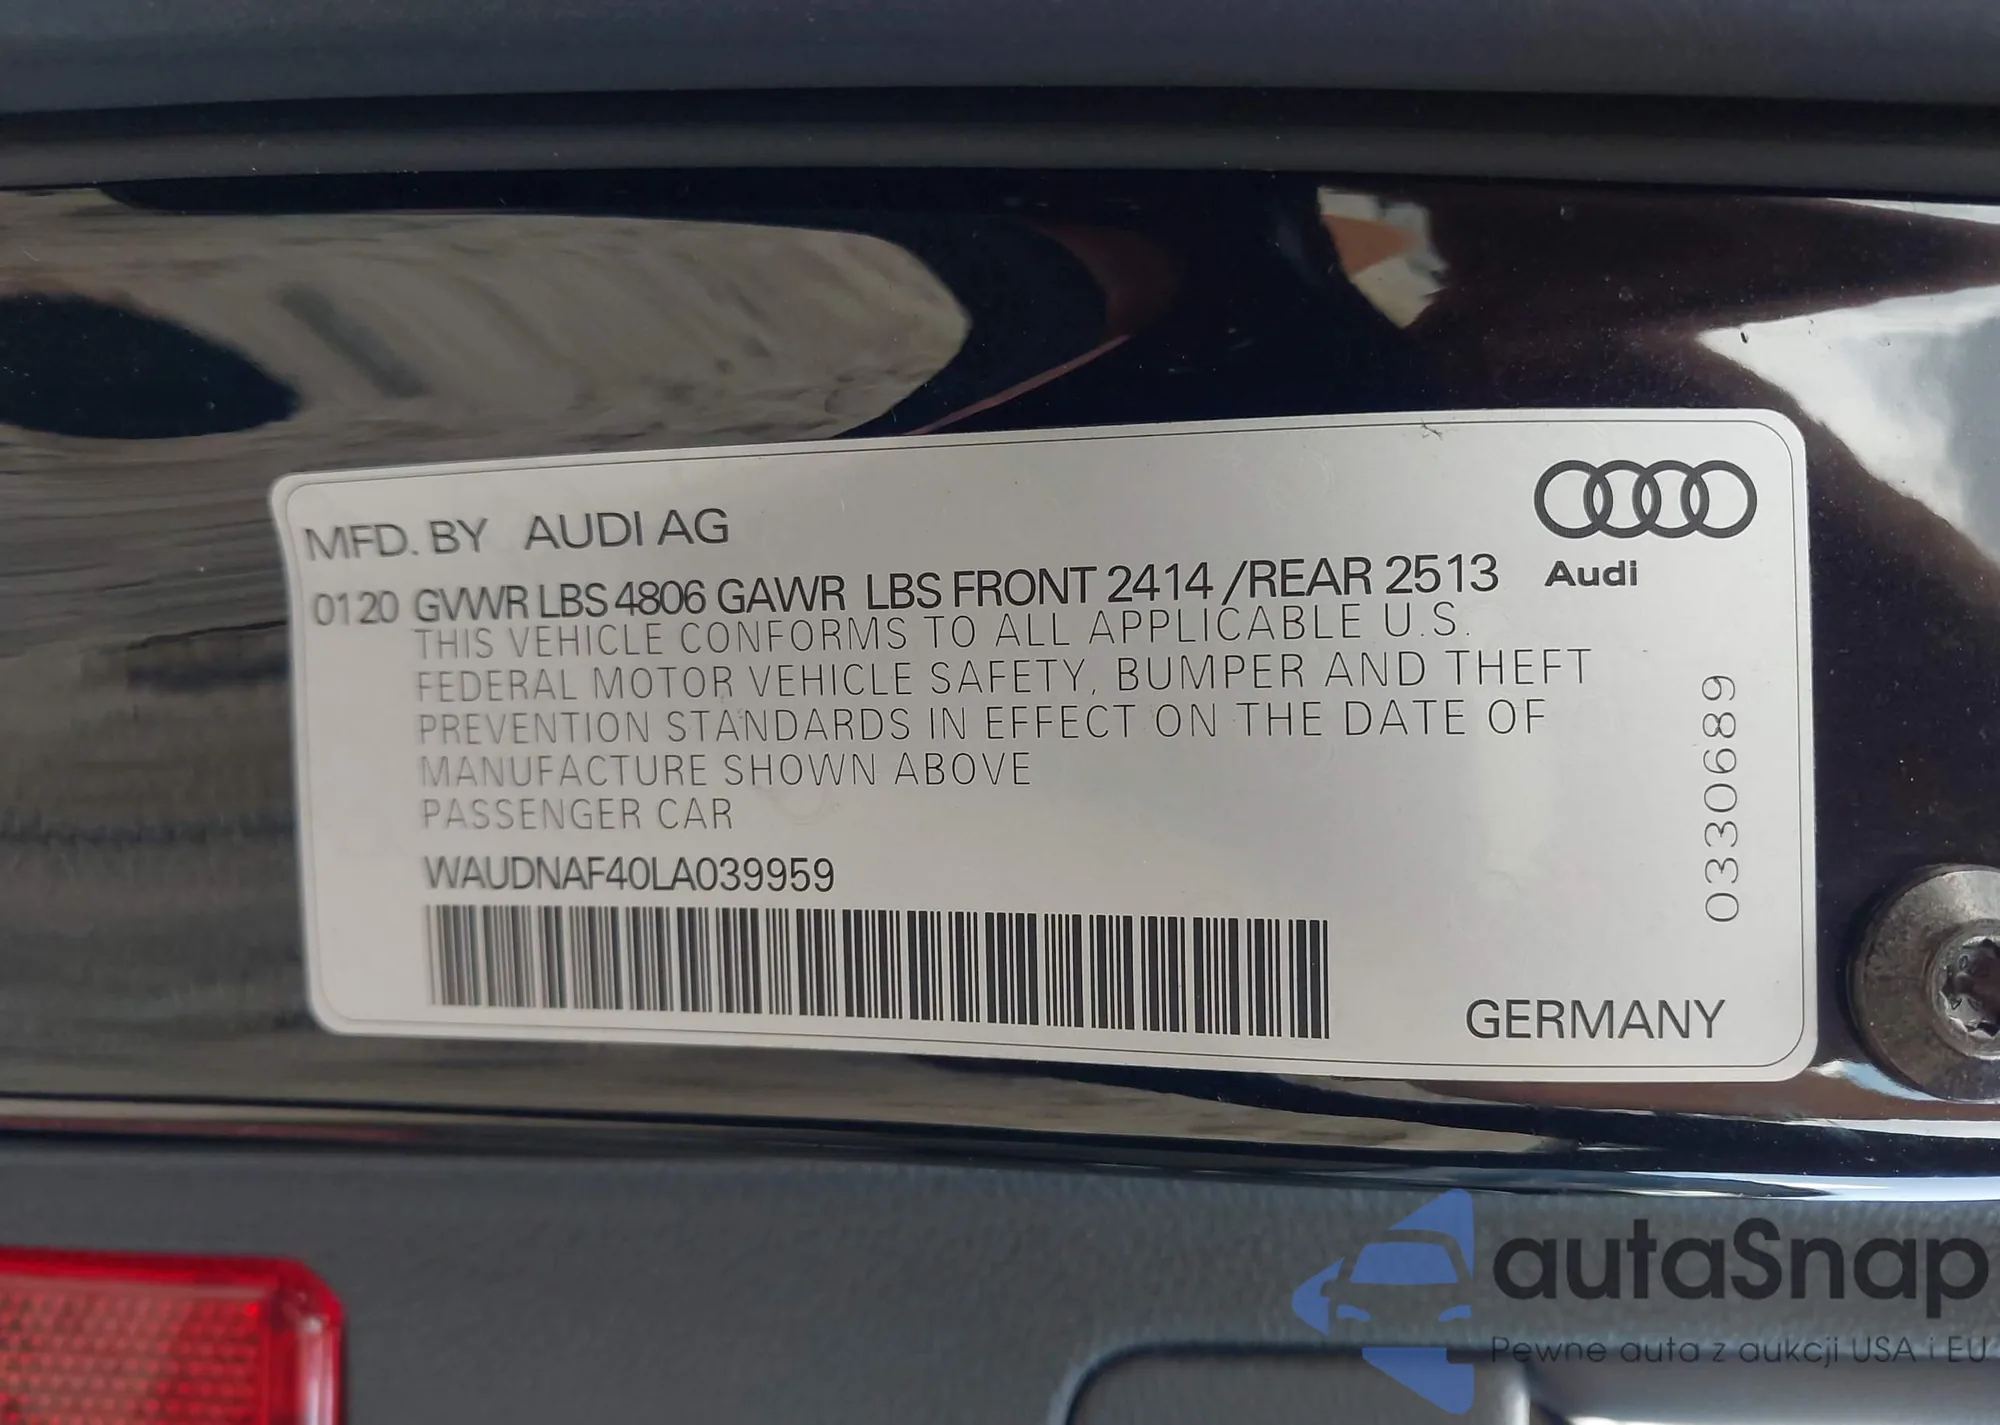 MFD. BY AUDI AG
0120 GVWR LBS 4806 GAWR LBS FRONT 2414 /REAR 2513
Audi
THIS VEHICLE CONFORMS TO ALL APPLICABLE U.S.
FEDERAL MOTOR VEHICLE SAFETY, BUMPER AND THEFT
PREVENTION STANDARDS IN EFFECT ON THE DATE OF
MANUFACTURE SHOWN ABOVE
PASSENGER CAR
WAUDNAF40LA039959
0330689
GERMANY
autaSnap
Pewne auta z aukcji USA i EU